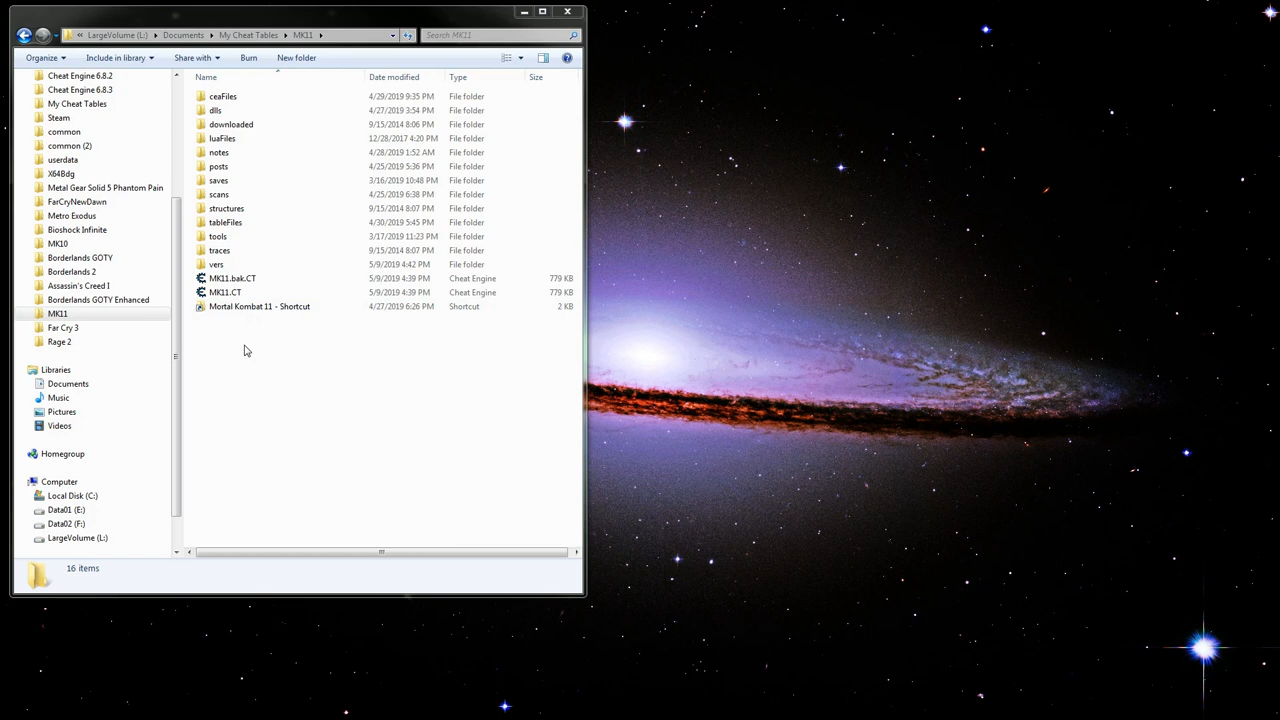 « LargeVolume (L:) Documents My Cheat Tables MK11
Search MK11
Organize Include in library Share with Burn New folder
Cheat Engine 6.8.2
Cheat Engine 6.8.3
My Cheat Tables
Steam
common
common (2)
userdata
X64Bdg
Metal Gear Solid 5 Phantom Pain
FarCryNewDawn
Metro Exodus
Bioshock Infinite
MK10
Borderlands GOTY
Borderlands 2
Assassin's Creed I
Borderlands GOTY Enhanced
MK11
Far Cry 3
Rage 2
Libraries
Documents
Music
Pictures
Videos
Homegroup
Computer
Local Disk (C:)
Data01 (E:)
Data02 (F:)
LargeVolume (L:)
Name Date modified Type Size
ceaFiles 4/29/2019 9:35 PM File folder
dlls 4/27/2019 3:54 PM File folder
downloaded 9/15/2014 8:06 PM File folder
luaFiles 12/28/2017 4:20 PM File folder
notes 4/28/2019 1:52 AM File folder
posts 4/25/2019 5:36 PM File folder
saves 3/16/2019 10:48 PM File folder
scans 4/25/2019 6:38 PM File folder
structures 9/15/2014 8:07 PM File folder
tableFiles 4/30/2019 5:45 PM File folder
tools 3/17/2019 11:23 PM File folder
traces 9/15/2014 8:07 PM File folder
vers 5/9/2019 4:42 PM File folder
MK11.bak.CT 5/9/2019 4:39 PM Cheat Engine 779 KB
MK11.CT 5/9/2019 4:39 PM Cheat Engine 779 KB
Mortal Kombat 11 - Shortcut 4/27/2019 6:26 PM Shortcut 2 KB
16 items